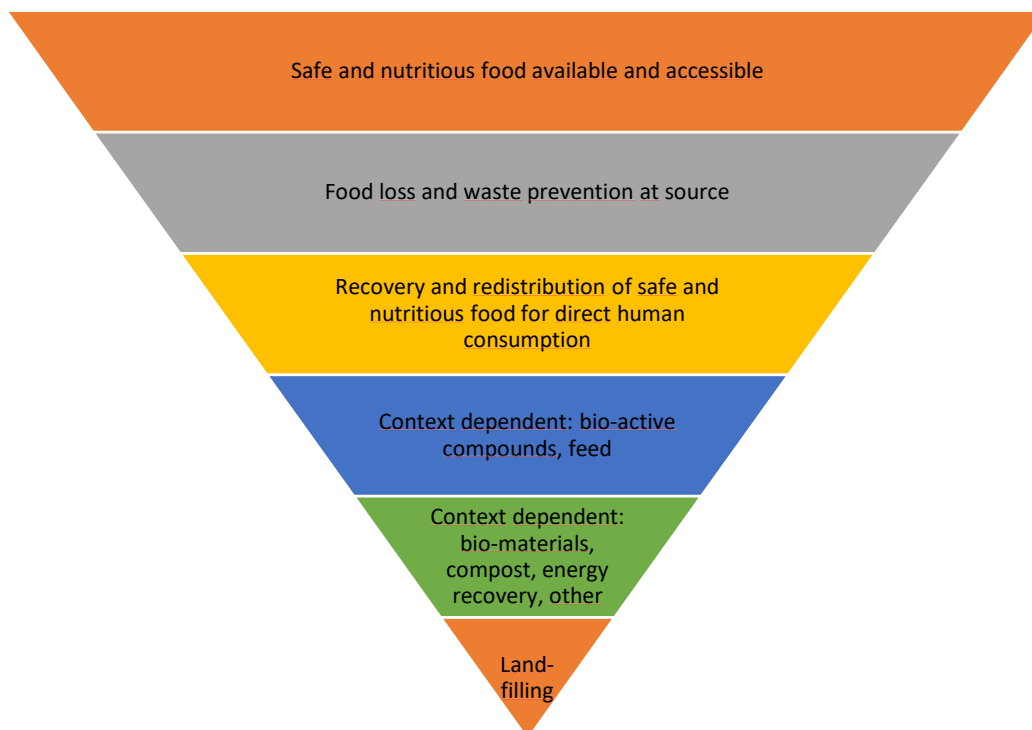 Safe and nutritious food available and accessible
Food loss and waste prevention at source
Recovery and redistribution of safe and
nutritious food for direct human
consumption
Context dependent: bio-active
compounds, feed
Context dependent:
bio-materials,
compost, energy
recovery, other
Land-
filling